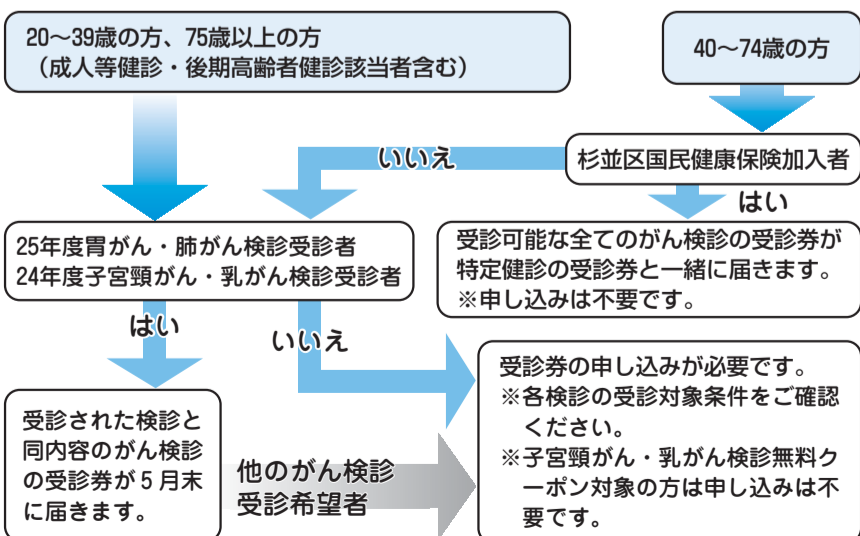 20～39歳の方、75歳以上の方
（成人等健診・後期高齢者健診該当者含む）
40～74歳の方
いいえ
杉並区国民健康保険加入者
はい
25年度胃がん・肺がん検診受診者
24年度子宮頸がん・乳がん検診受診者
受診可能な全てのがん検診の受診券が
特定健診の受診券と一緒に届きます。
※申し込みは不要です。
はい
いいえ
受診された検診と
同内容のがん検診
の受診券が５月末
に届きます。
他のがん検診
受診希望者
受診券の申し込みが必要です。
※各検診の受診対象条件をご確認
ください。
※子宮頸がん・乳がん検診無料ク
ーポン対象の方は申し込みは不
要です。